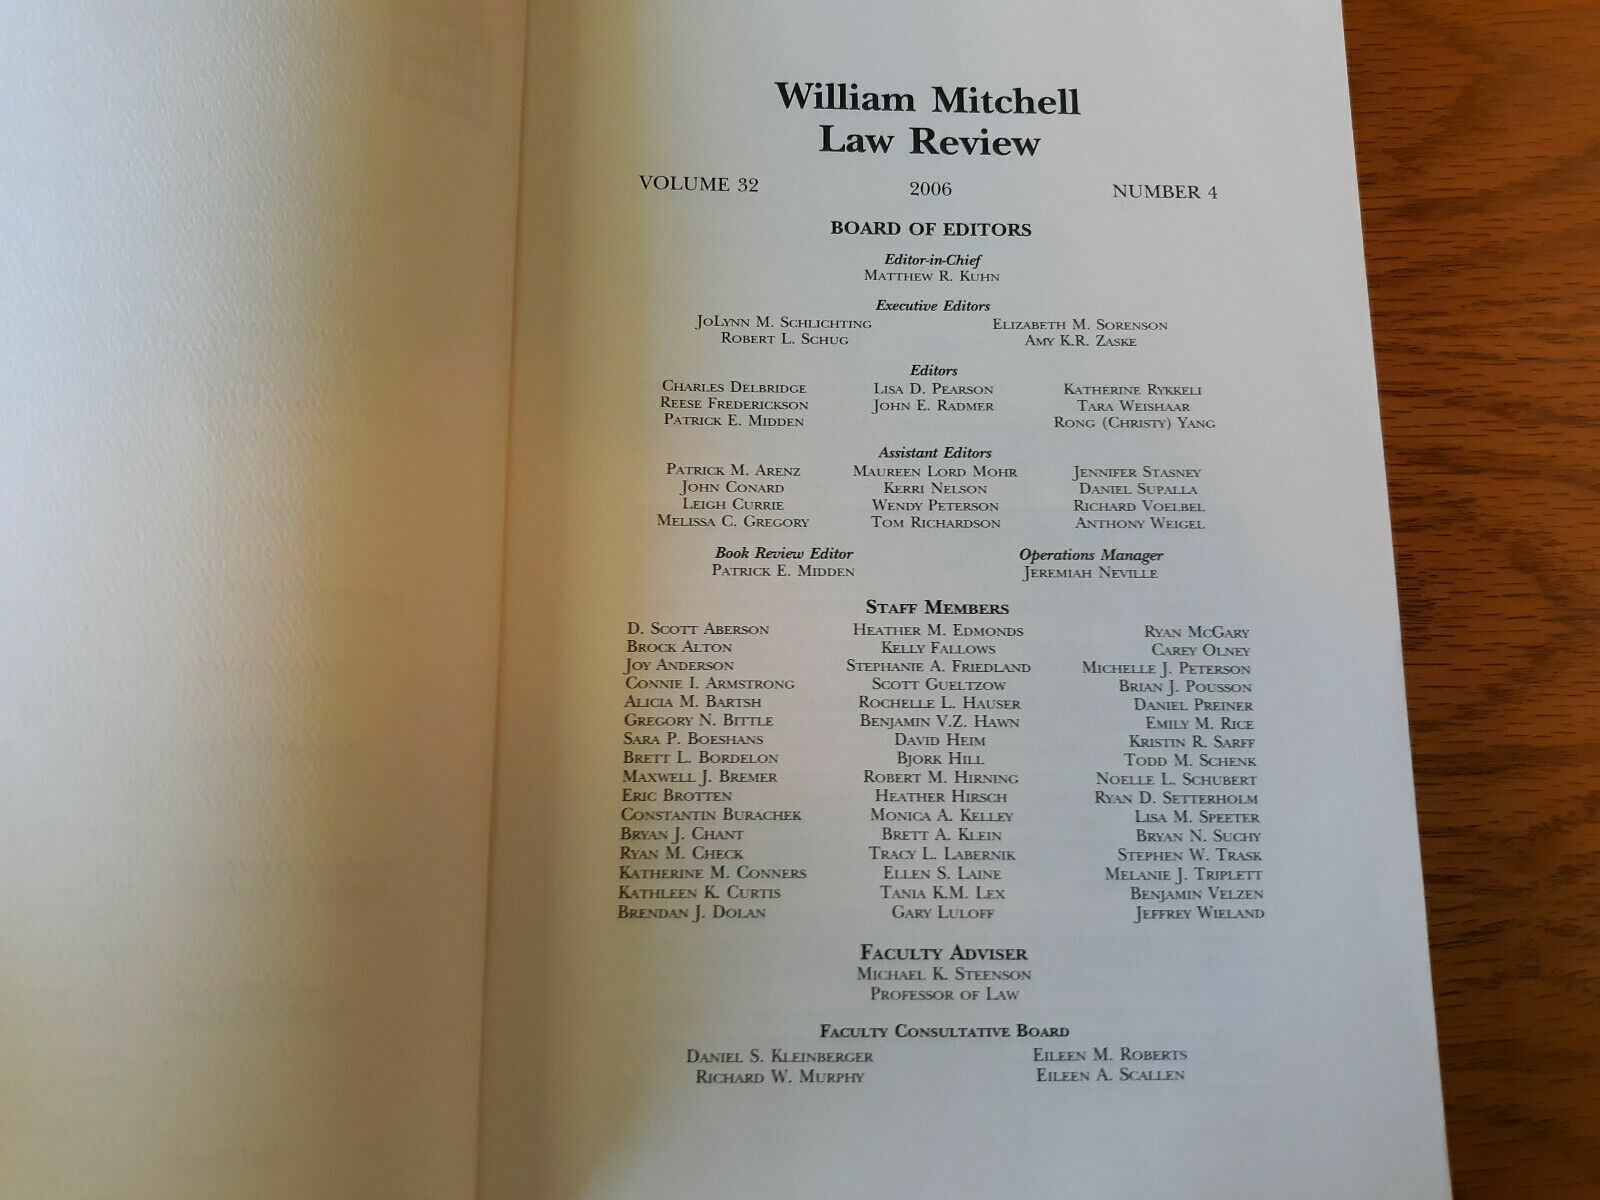 William Mitchell
Law Review
VOLUME 32 2006 NUMBER 4
BOARD OF EDITORS
Editor-in-Chief
MATTHEW R. KUHN
Executive Editors
JOLYNN M. SCHLICHTING ELIZABETH M. SORENSON
ROBERT L. SCHUG AMY K.R. ZASKE
Editors
CHARLES DELBRIDGE LISA D. PEARSON KATHERINE RYKKELI
REESE FREDERICKSON JOHN E. RADMER TARA WEISHAAR
PATRICK E. MIDDEN RONG (CHRISTY) YANG
Assistant Editors
PATRICK M. ARENZ MAUREEN LORD MOHR JENNIFER STASNEY
JOHN CONARD KERRI NELSON DANIEL SUPALLA
LEIGH CURRIE WENDY PETERSON RICHARD VOELBEL
MELISSA C. GREGORY TOM RICHARDSON ANTHONY WEIGEL
Book Review Editor Operations Manager
PATRICK E. MIDDEN JEREMIAH NEVILLE
STAFF MEMBERS
D. SCOTT ABERSON HEATHER M. EDMONDS RYAN MCGARY
BROCK ALTON KELLY FALLOWS CAREY OLNEY
JOY ANDERSON STEPHANIE A. FRIEDLAND MICHELLE J. PETERSON
CONNIE I. ARMSTRONG SCOTT GUELTZOW BRIAN J. POUSSON
ALICIA M. BARTSH ROCHELLE L. HAUSER DANIEL PREINER
GREGORY N. BITTLE BENJAMIN V.Z. HAWN EMILY M. RICE
SARA P. BOESHANS DAVID HEIM KRISTIN R. SARFF
BRETT L. BORDELON BJORK HILL TODD M. SCHENK
MAXWELL J. BREMER ROBERT M. HIRNING NOELLE L. SCHUBERT
ERIC BROTTEN HEATHER HIRSCH RYAN D. SETTERHOLM
CONSTANTIN BURACHEK MONICA A. KELLEY LISA M. SPEETER
BRYAN J. CHANT BRETT A. KLEIN BRYAN N. SUCHY
RYAN M. CHECK TRACY L. LABERNIK STEPHEN W. TRASK
KATHERINE M. CONNERS ELLEN S. LAINE MELANIE J. TRIPLETT
KATHLEEN K. CURTIS TANIA K.M. LEX BENJAMIN VELZEN
BRENDAN J. DOLAN GARY LULOFF JEFFREY WIELAND
FACULTY ADVISER
MICHAEL K. STEENSON
PROFESSOR OF LAW
FACULTY CONSULTATIVE BOARD
DANIEL S. KLEINBERGER EILEEN M. ROBERTS
RICHARD W. MURPHY EILEEN A. SCALLEN